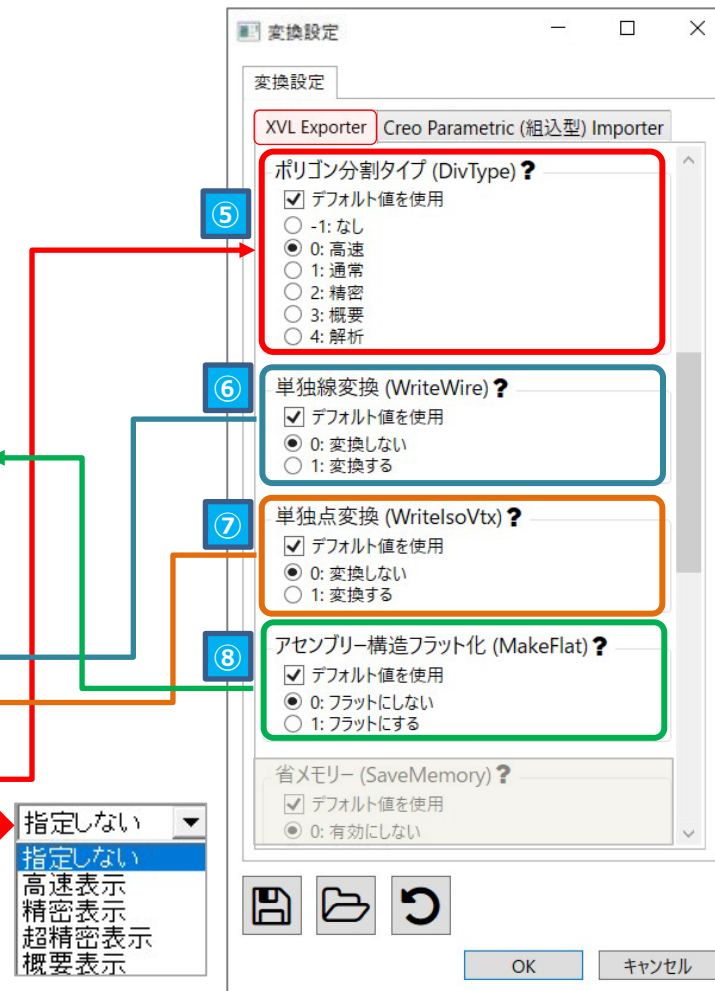 変換設定
変換設定
XVL Exporter
Creo Parametric (組込型) Importer
⑤
ポリゴン分割タイプ (DivType) ?
デフォルト値を使用
-1: なし
0: 高速
1: 通常
2: 精密
3: 概要
4: 解析
⑥
単独線変換 (WriteWire) ?
デフォルト値を使用
0: 変換しない
1: 変換する
⑦
単独点変換 (WriteIsoVtx) ?
デフォルト値を使用
0: 変換しない
1: 変換する
⑧
アセンブリー構造フラット化 (MakeFlat) ?
デフォルト値を使用
0: フラットにしない
1: フラットにする
省メモリー (SaveMemory) ?
デフォルト値を使用
0: 有効にしない
指定しない
指定しない
高速表示
精密表示
超精密表示
概要表示
OK
キャンセル